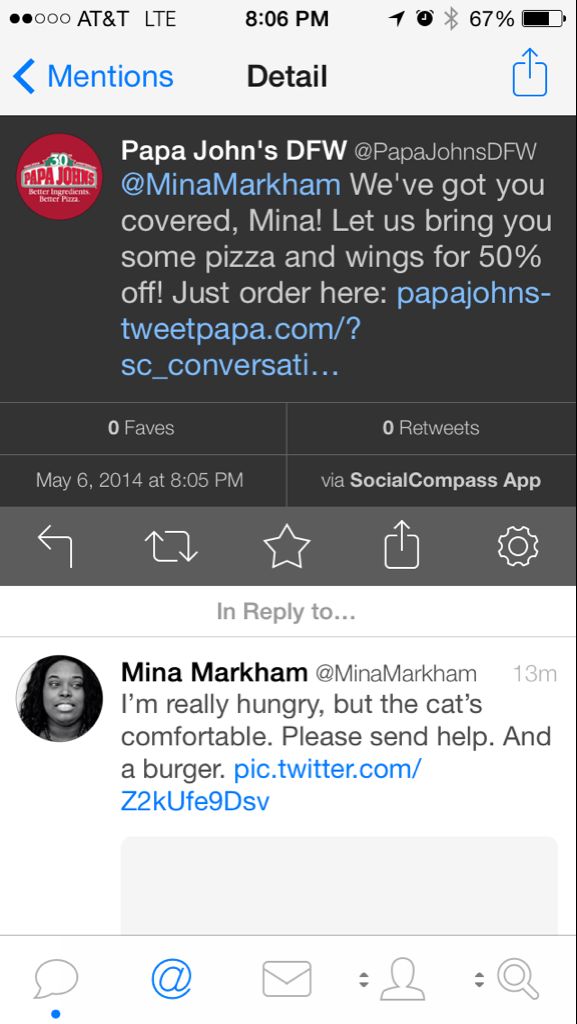 AT&T LTE 8:06 PM 67%
Mentions Detail
30
PAPA JOHNS
Better Ingredients.
Better Pizza.
Papa John's DFW @PapaJohnsDFW
@MinaMarkham We've got you
covered, Mina! Let us bring you
some pizza and wings for 50%
off! Just order here: papajohns-
tweetpapa.com/?
sc_conversati…
0 Faves 0 Retweets
May 6, 2014 at 8:05 PM via SocialCompass App
In Reply to…
Mina Markham @MinaMarkham 13m
I’m really hungry, but the cat’s
comfortable. Please send help. And
a burger. pic.twitter.com/
Z2kUfe9Dsv
@